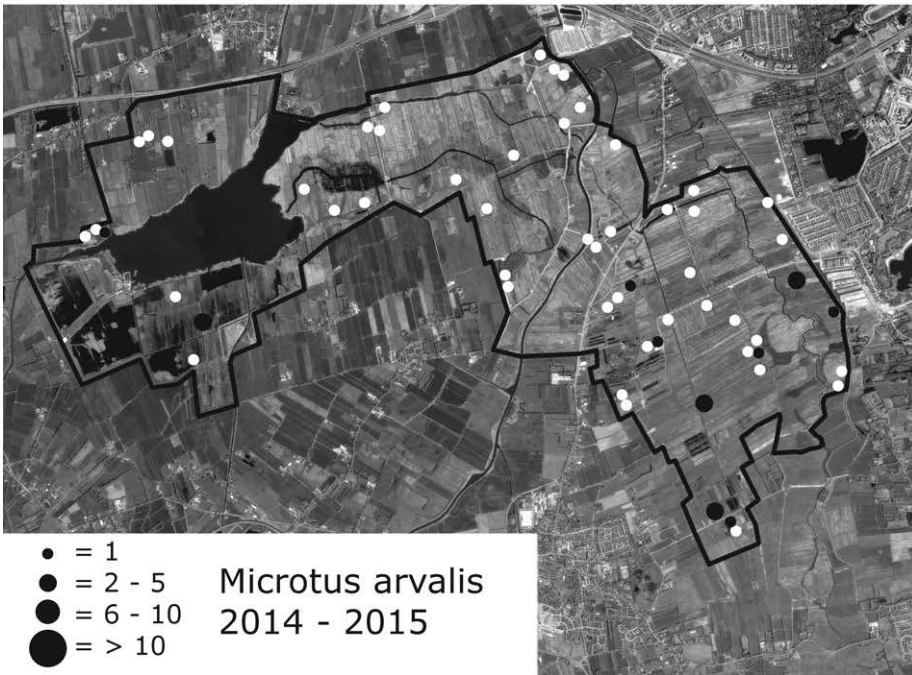 = 1
= 2 - 5
= 6 - 10
= > 10
Microtus arvalis
2014 - 2015